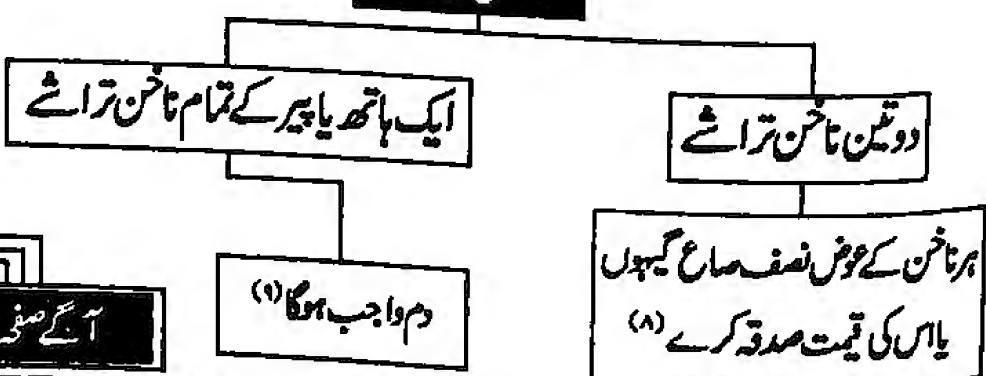 دو تین ناخن تراشے
ایک ہاتھ یا پیر کے تمام ناخن تراشے
ہر ناخن کے عوض نصف صاع گیہوں
یا اس کی قیمت صدقہ کرے (۸)
دم واجب ہوگا (۹)
آگے